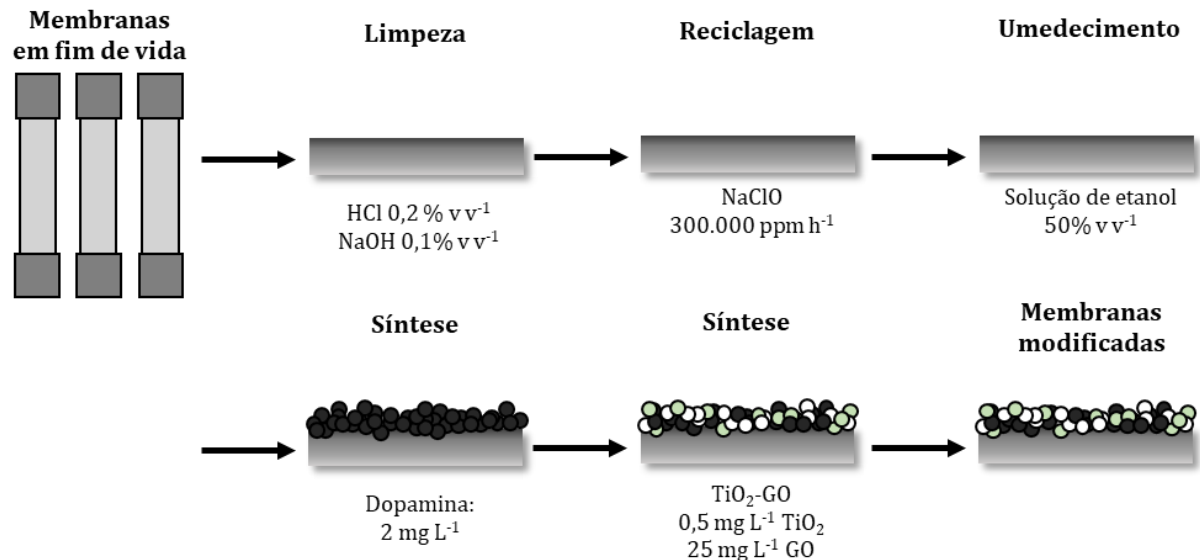 Membranas
em fim de vida
Limpeza
HCl 0,2 % v v⁻¹
NaOH 0,1% v v⁻¹
Reciclagem
NaClO
300.000 ppm h⁻¹
Umedecimento
Solução de etanol
50% v v⁻¹
Síntese
Dopamina:
2 mg L⁻¹
Síntese
TiO₂-GO
0,5 mg L⁻¹ TiO₂
25 mg L⁻¹ GO
Membranas
modificadas